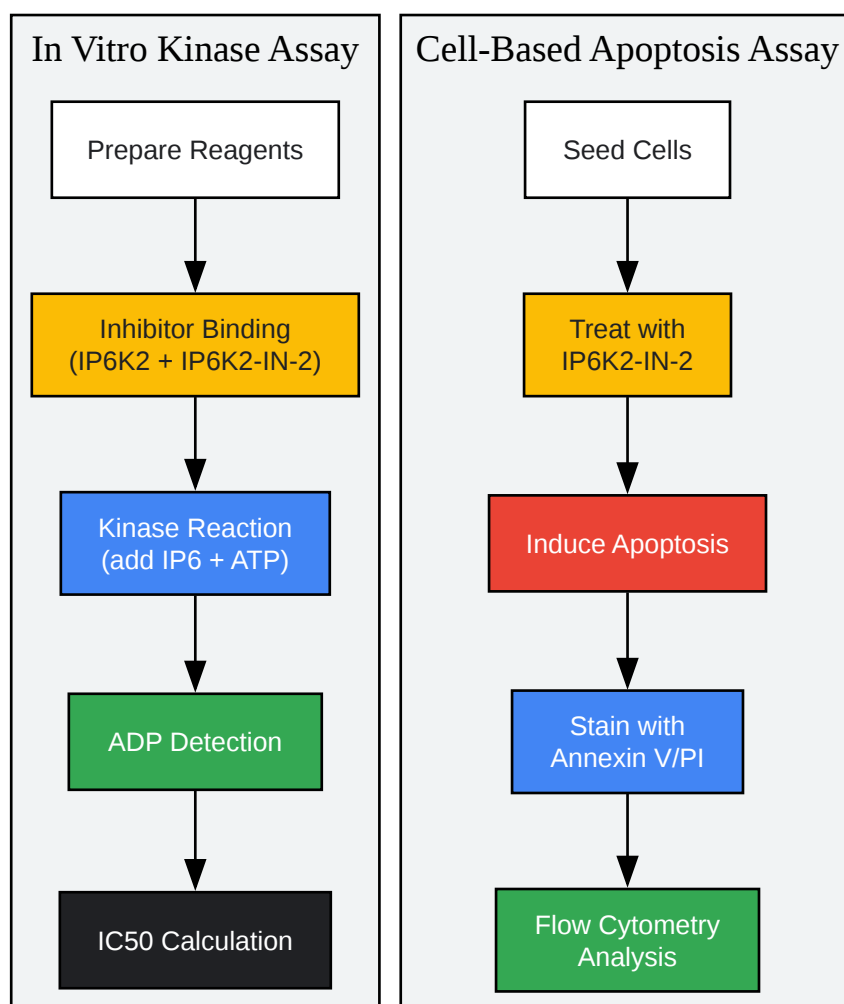 In Vitro Kinase Assay
Prepare Reagents
Inhibitor Binding
(IP6K2 + IP6K2-IN-2)
Kinase Reaction
(add IP6 + ATP)
ADP Detection
IC50 Calculation
Cell-Based Apoptosis Assay
Seed Cells
Treat with
IP6K2-IN-2
Induce Apoptosis
Stain with
Annexin V/PI
Flow Cytometry
Analysis